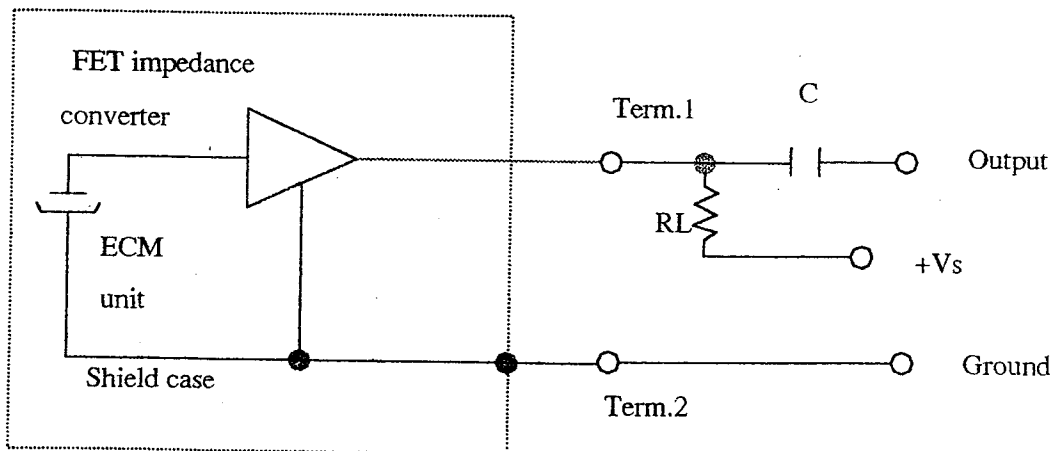 FET impedance
converter
ECM
unit
Shield case
Term.1
C
Output
RL
+Vs
Ground
Term.2